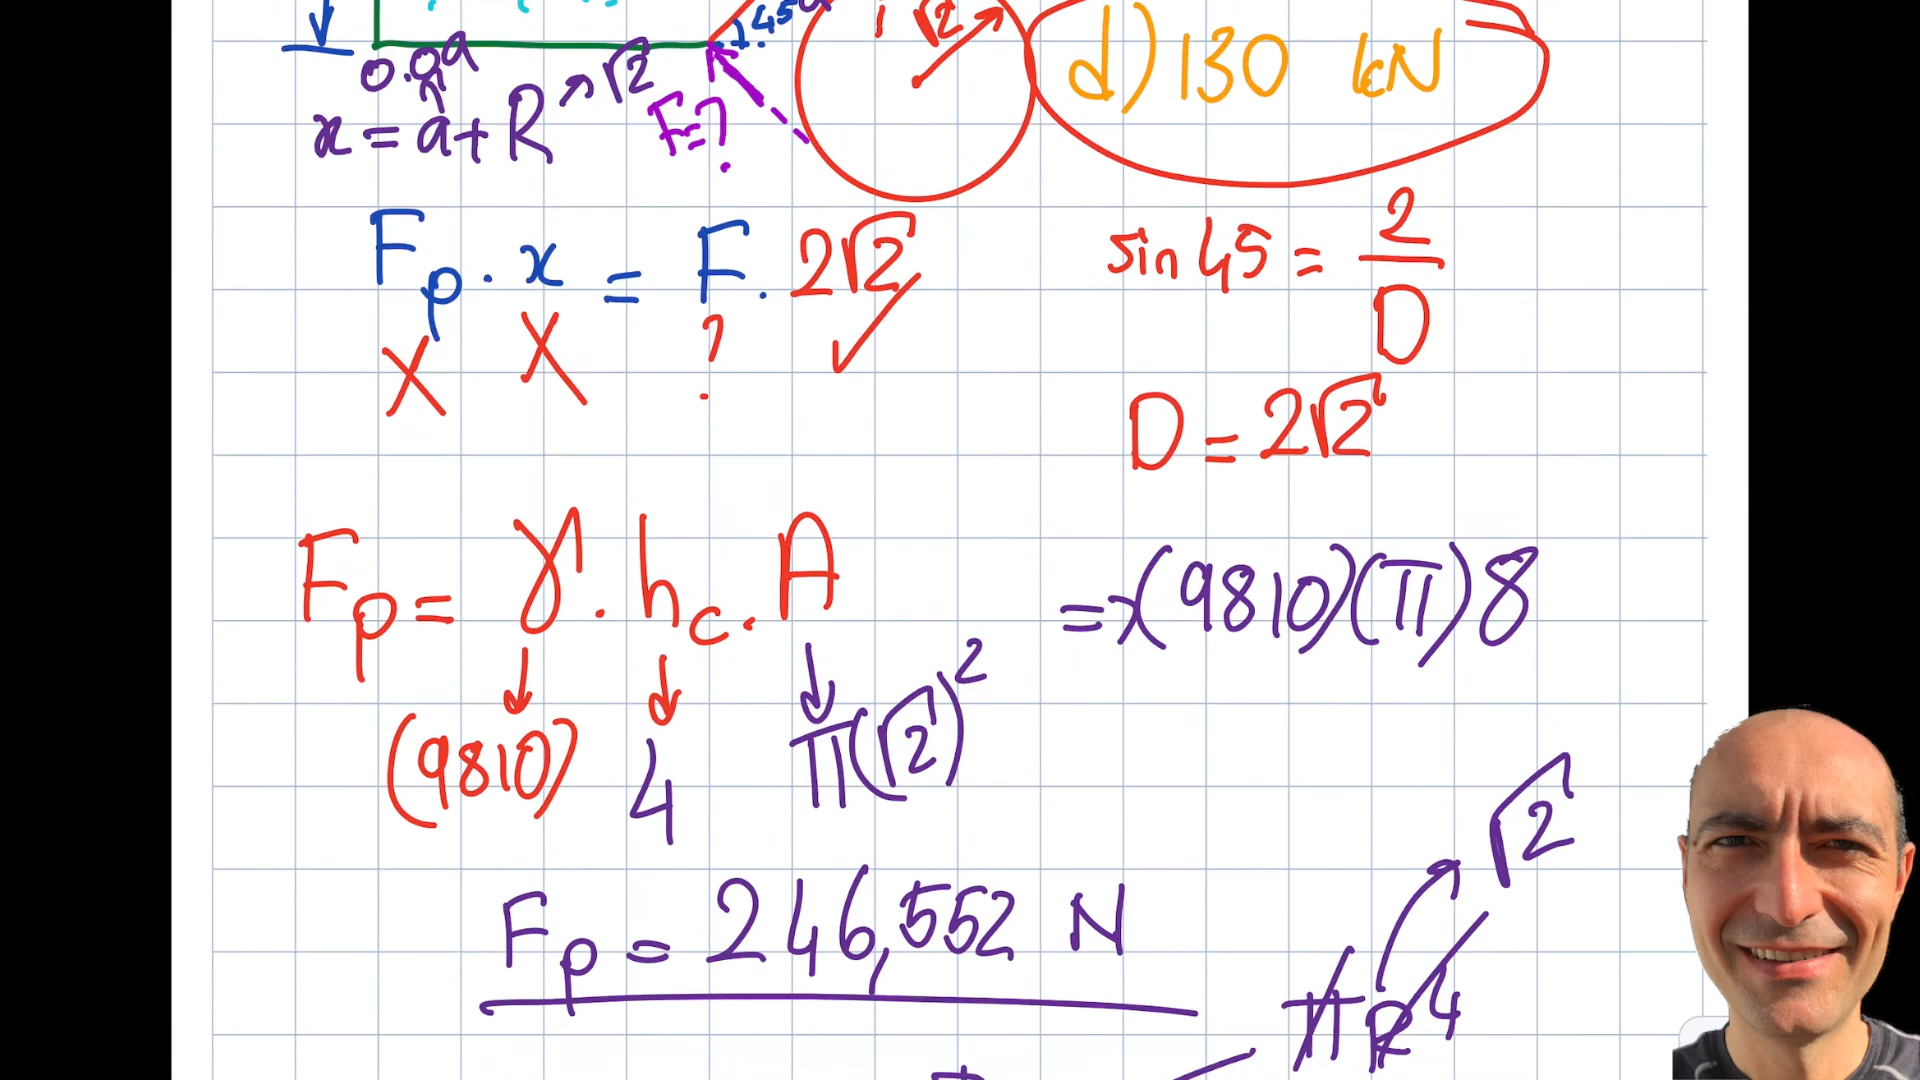 45°
√2
d) 130 kN
0.0a
x = a + R → √2
F=?
Fp . x = F . 2√2
X X ? ✓
sin 45 = 2/D
D = 2√2
Fp = γ . hc . A
(9810) 4 π(√2)²
= (9810)(π)8
√2
Fp = 246,552 N
πR⁴